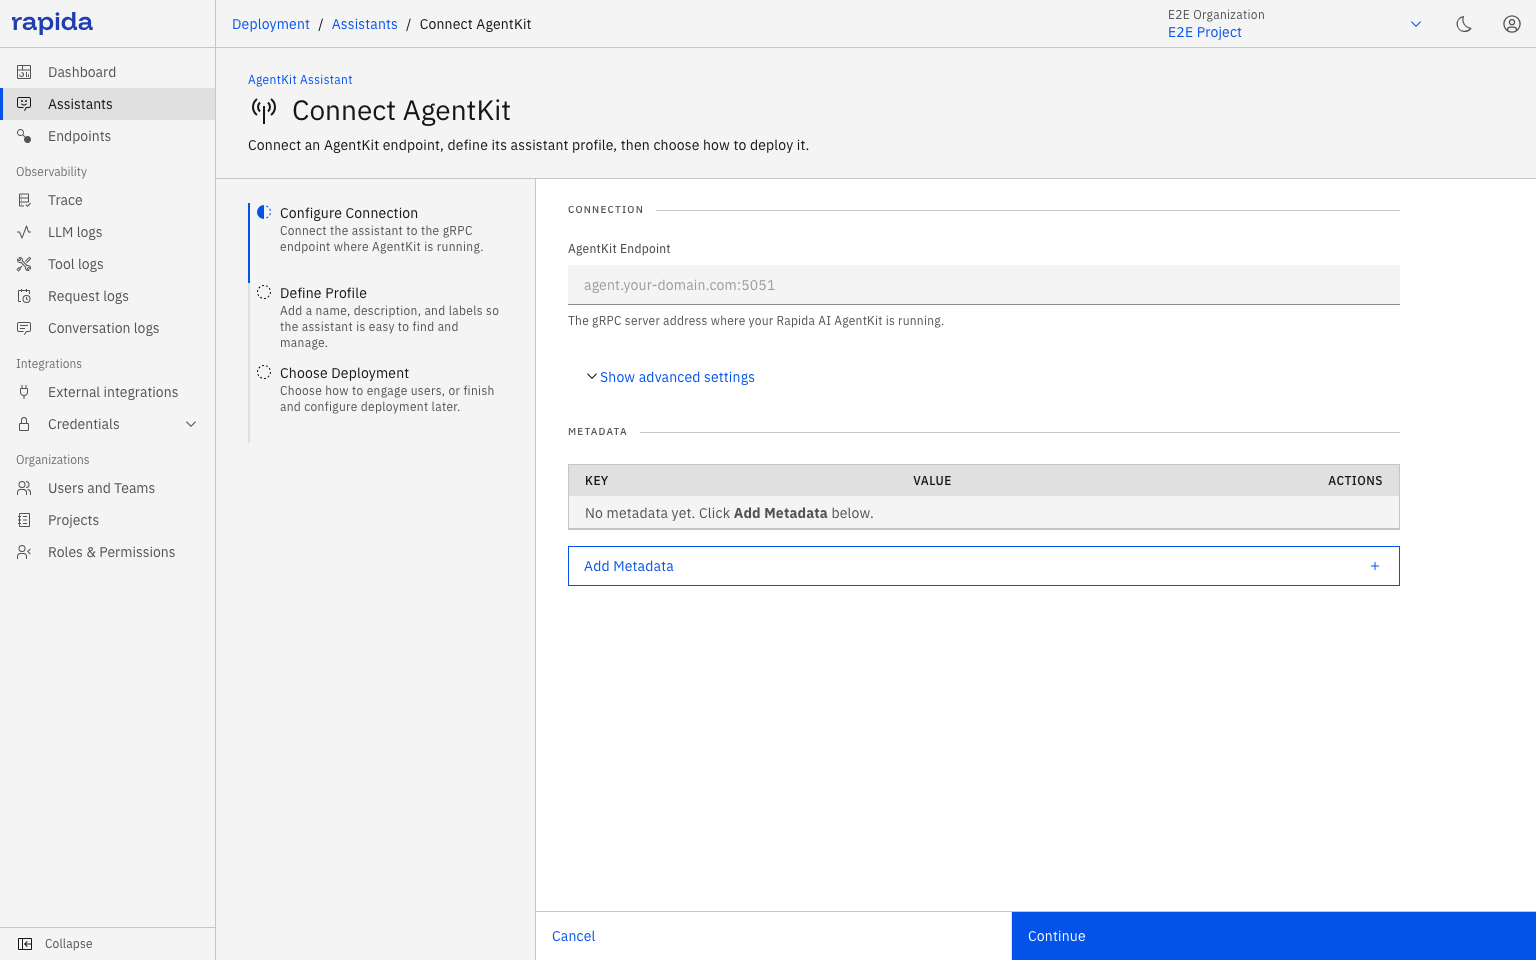 rapida
Deployment / Assistants / Connect AgentKit
E2E Organization
E2E Project
Dashboard
Assistants
Endpoints
Observability
Trace
LLM logs
Tool logs
Request logs
Conversation logs
Integrations
External integrations
Credentials
Organizations
Users and Teams
Projects
Roles & Permissions
Collapse
AgentKit Assistant
Connect AgentKit
Connect an AgentKit endpoint, define its assistant profile, then choose how to deploy it.
Configure Connection
Connect the assistant to the gRPC
endpoint where AgentKit is running.
Define Profile
Add a name, description, and labels so
the assistant is easy to find and
manage.
Choose Deployment
Choose how to engage users, or finish
and configure deployment later.
CONNECTION
AgentKit Endpoint
agent.your-domain.com:5051
The gRPC server address where your Rapida AI AgentKit is running.
Show advanced settings
METADATA
KEY VALUE ACTIONS
No metadata yet. Click Add Metadata below.
Add Metadata +
Cancel
Continue